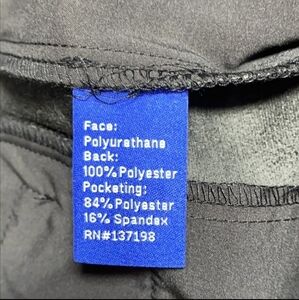 Face:
Polyurethane
Back:
100% Polyester
Pocketing:
84% Polyester
16% Spandex
RN#137198